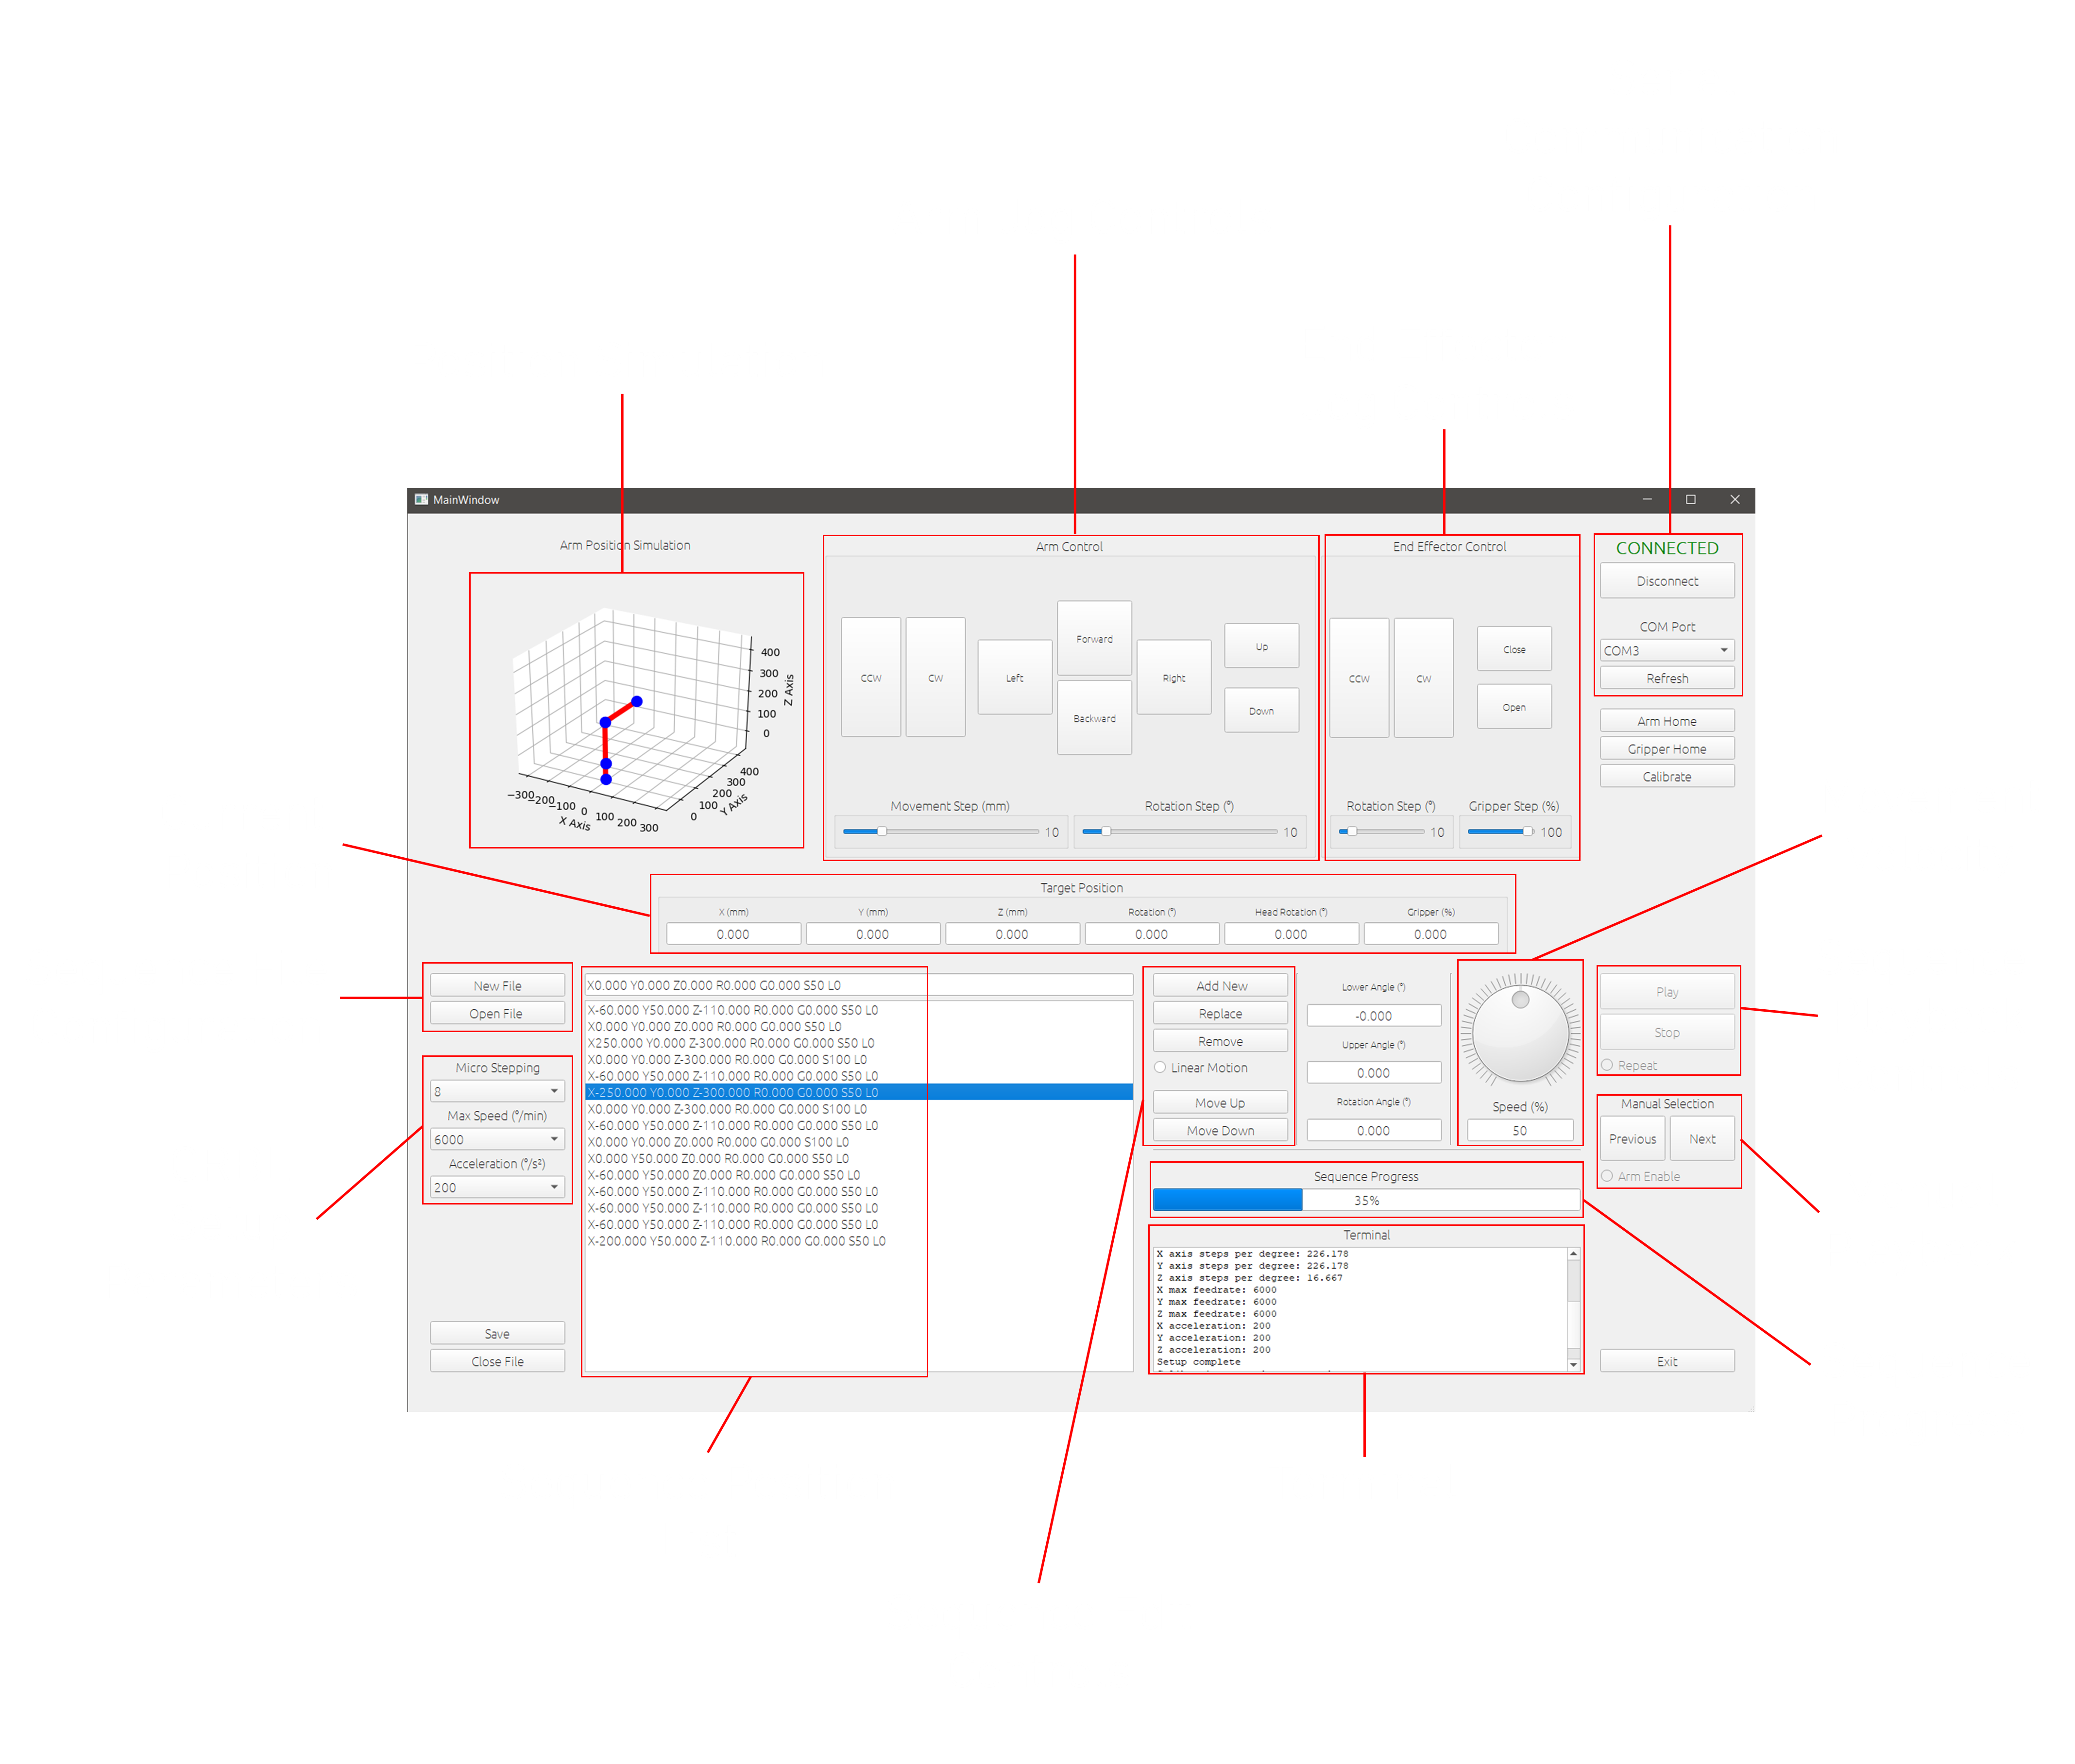 MainWindow
Arm Position Simulation
400
300
200
100
0
Z Axis
400
300
200
100
0
Y Axis
−300
−200
−100
0
100
200
300
X Axis
Arm Control
CCW
CW
Left
Forward
Backward
Right
Up
Down
Movement Step (mm)
10
Rotation Step (°)
10
End Effector Control
CCW
CW
Close
Open
Rotation Step (°)
10
Gripper Step (%)
100
CONNECTED
Disconnect
COM Port
COM3
Refresh
Arm Home
Gripper Home
Calibrate
Target Position
X (mm)
Y (mm)
Z (mm)
Rotation (°)
Head Rotation (°)
Gripper (%)
0.000
0.000
0.000
0.000
0.000
0.000
New File
Open File
Micro Stepping
8
Max Speed (°/min)
6000
Acceleration (°/s²)
200
Save
Close File
X0.000 Y0.000 Z0.000 R0.000 G0.000 S50 L0
X-60.000 Y50.000 Z-110.000 R0.000 G0.000 S50 L0
X0.000 Y0.000 Z0.000 R0.000 G0.000 S50 L0
X250.000 Y0.000 Z-300.000 R0.000 G0.000 S50 L0
X0.000 Y0.000 Z-300.000 R0.000 G0.000 S100 L0
X-60.000 Y50.000 Z-110.000 R0.000 G0.000 S50 L0
X-250.000 Y0.000 Z-300.000 R0.000 G0.000 S50 L0
X0.000 Y0.000 Z-300.000 R0.000 G0.000 S100 L0
X-60.000 Y50.000 Z-110.000 R0.000 G0.000 S50 L0
X0.000 Y0.000 Z0.000 R0.000 G0.000 S100 L0
X0.000 Y50.000 Z0.000 R0.000 G0.000 S50 L0
X-60.000 Y50.000 Z0.000 R0.000 G0.000 S50 L0
X-60.000 Y50.000 Z-110.000 R0.000 G0.000 S50 L0
X-60.000 Y50.000 Z-110.000 R0.000 G0.000 S50 L0
X-60.000 Y50.000 Z-110.000 R0.000 G0.000 S50 L0
X-200.000 Y50.000 Z-110.000 R0.000 G0.000 S50 L0
Add New
Replace
Remove
Linear Motion
Move Up
Move Down
Lower Angle (°)
-0.000
Upper Angle (°)
0.000
Rotation Angle (°)
0.000
Speed (%)
50
Play
Stop
Repeat
Manual Selection
Previous
Next
Arm Enable
Sequence Progress
35%
Terminal
X axis steps per degree: 226.178
Y axis steps per degree: 226.178
Z axis steps per degree: 16.667
X max feedrate: 6000
Y max feedrate: 6000
Z max feedrate: 6000
X acceleration: 200
Y acceleration: 200
Z acceleration: 200
Setup complete
Exit